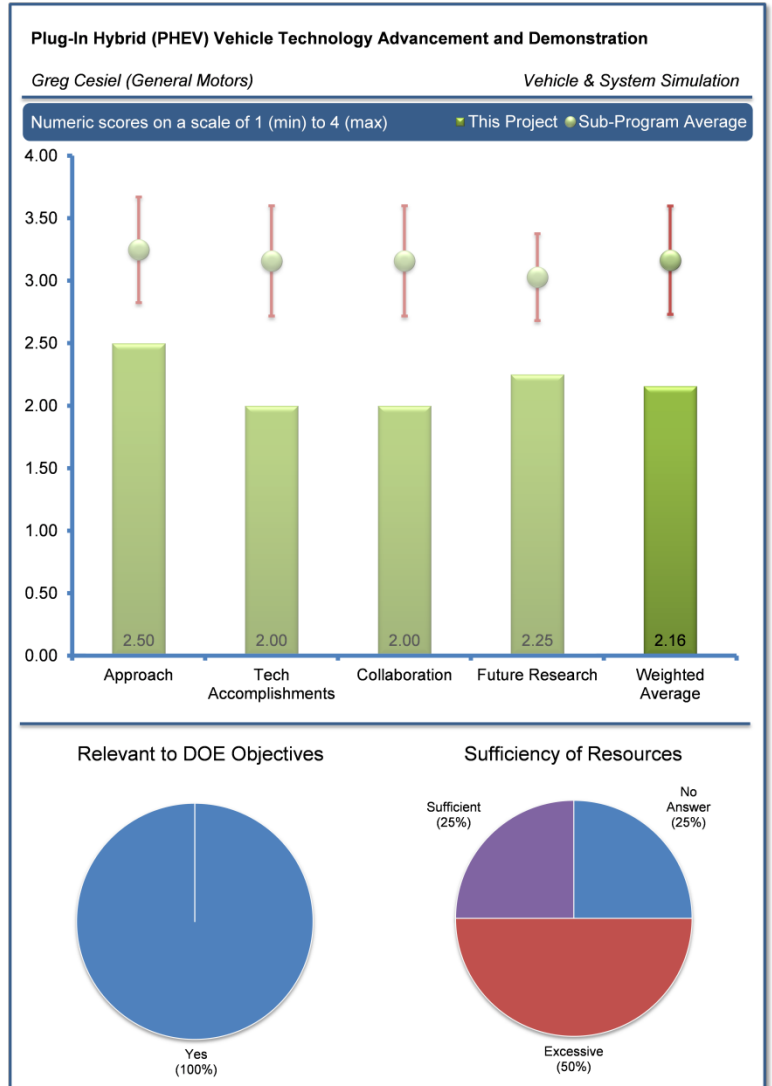 Plug-In Hybrid (PHEV) Vehicle Technology Advancement and Demonstration
Greg Cesiel (General Motors) Vehicle & System Simulation
Numeric scores on a scale of 1 (min) to 4 (max) This Project Sub-Program Average
4.00
3.50
3.00
2.50
2.00
1.50
1.00
0.50
0.00
2.50 2.00 2.00 2.25 2.16
Approach Tech Collaboration Future Research Weighted
Accomplishments Average
Relevant to DOE Objectives
Yes
(100%)
Sufficiency of Resources
Sufficient
(25%)
No
Answer
(25%)
Excessive
(50%)